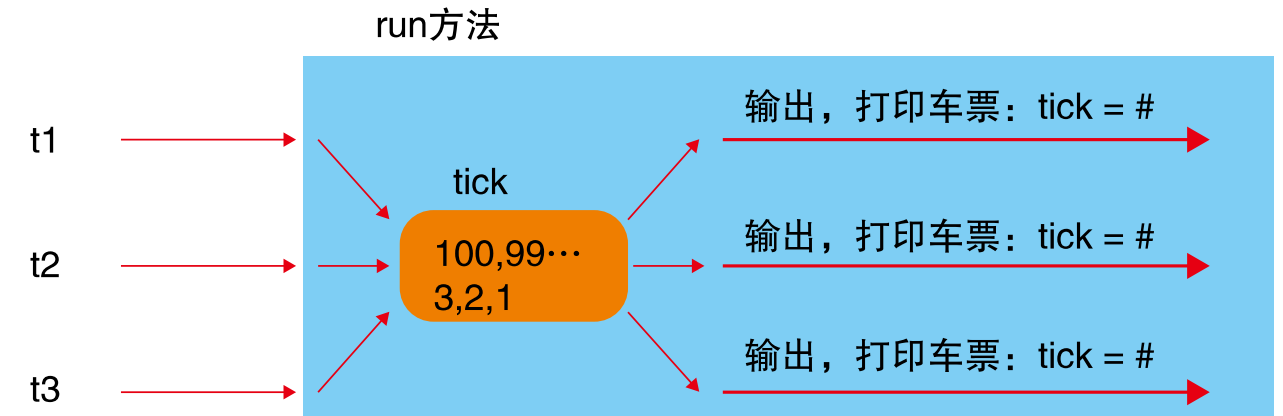 run方法
输出，打印车票：tick = #
t1
tick
输出，打印车票：tick = #
100,99…
t2
3,2,1
输出，打印车票：tick = #
t3